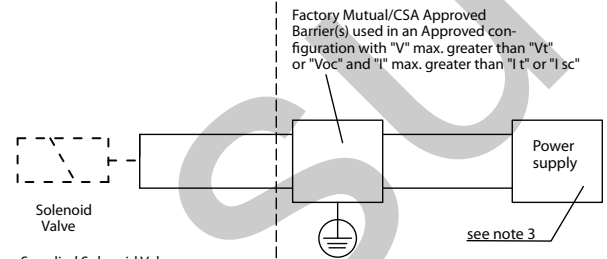 Factory Mutual/CSA Approved
Barrier(s) used in an Approved con-
figuration with "V" max. greater than "Vt"
or "Voc" and "I" max. greater than "I t" or "I sc"
Power
supply
Solenoid
Valve
see note 3